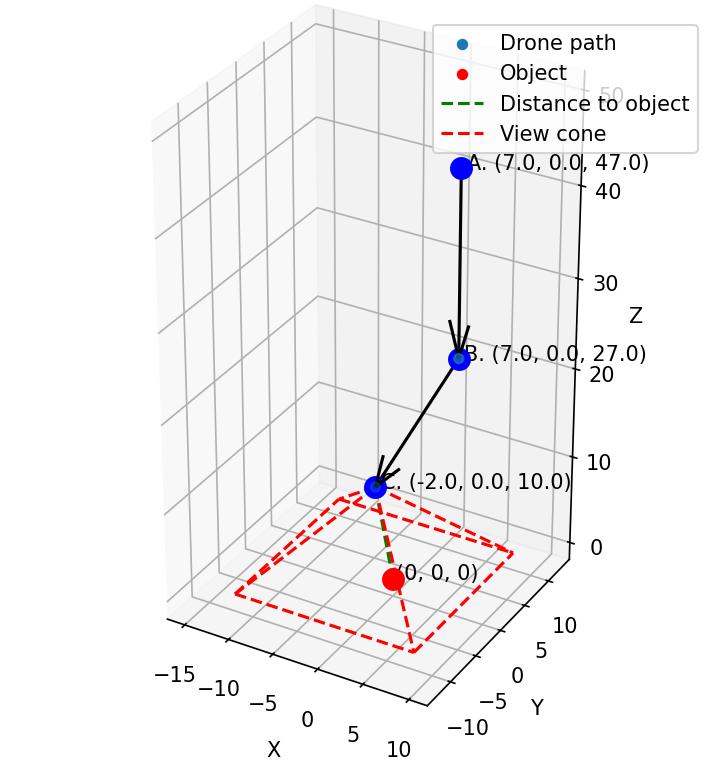 Drone path
Object
Distance to object
View cone
50
A. (7.0, 0.0, 47.0)
40
30
Z
B. (7.0, 0.0, 27.0)
20
10
C. (-2.0, 0.0, 10.0)
0
(0, 0, 0)
10
5
0
−5
−10
Y
−15
−10
−5
0
5
10
X